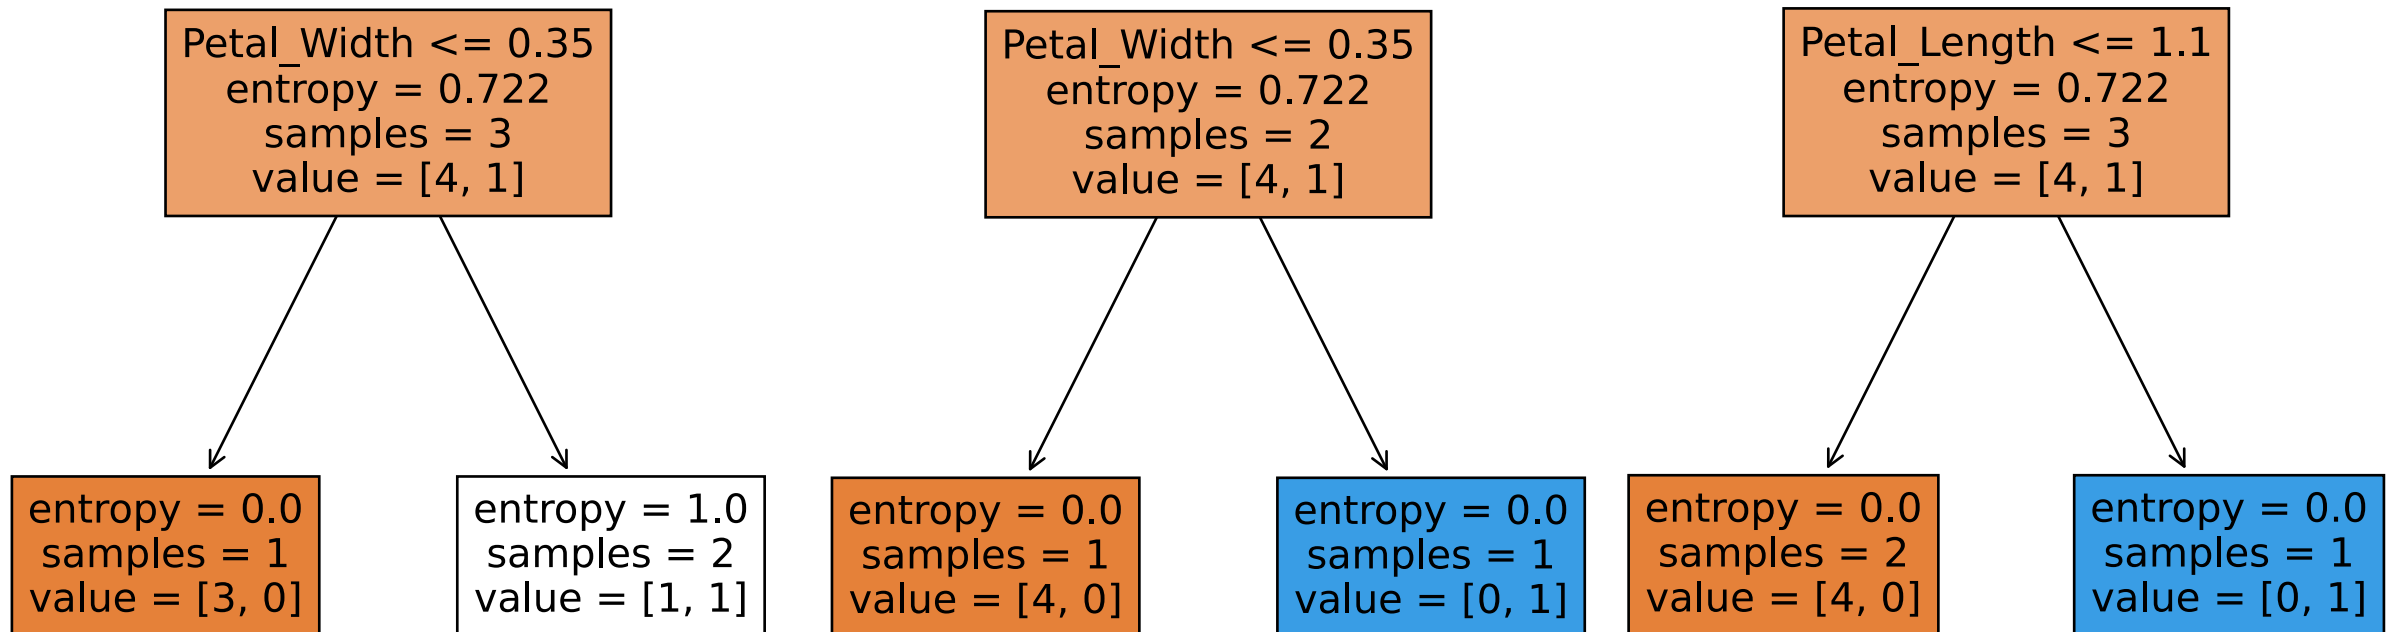 Petal_Width <= 0.35
entropy = 0.722
samples = 3
value = [4, 1]
entropy = 0.0
samples = 1
value = [3, 0]
entropy = 1.0
samples = 2
value = [1, 1]
Petal_Width <= 0.35
entropy = 0.722
samples = 2
value = [4, 1]
entropy = 0.0
samples = 1
value = [4, 0]
entropy = 0.0
samples = 1
value = [0, 1]
Petal_Length <= 1.1
entropy = 0.722
samples = 3
value = [4, 1]
entropy = 0.0
samples = 2
value = [4, 0]
entropy = 0.0
samples = 1
value = [0, 1]